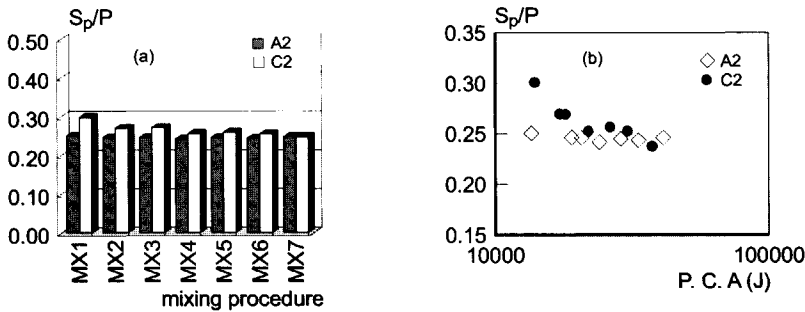 Sp/P
0.50
0.40
0.30
0.20
0.10
0.00
(a)
A2
C2
MX1
MX2
MX3
MX4
MX5
MX6
MX7
mixing procedure
Sp/P
0.35
0.30
0.25
0.20
0.15
(b)
A2
C2
10000
100000
P. C. A (J)